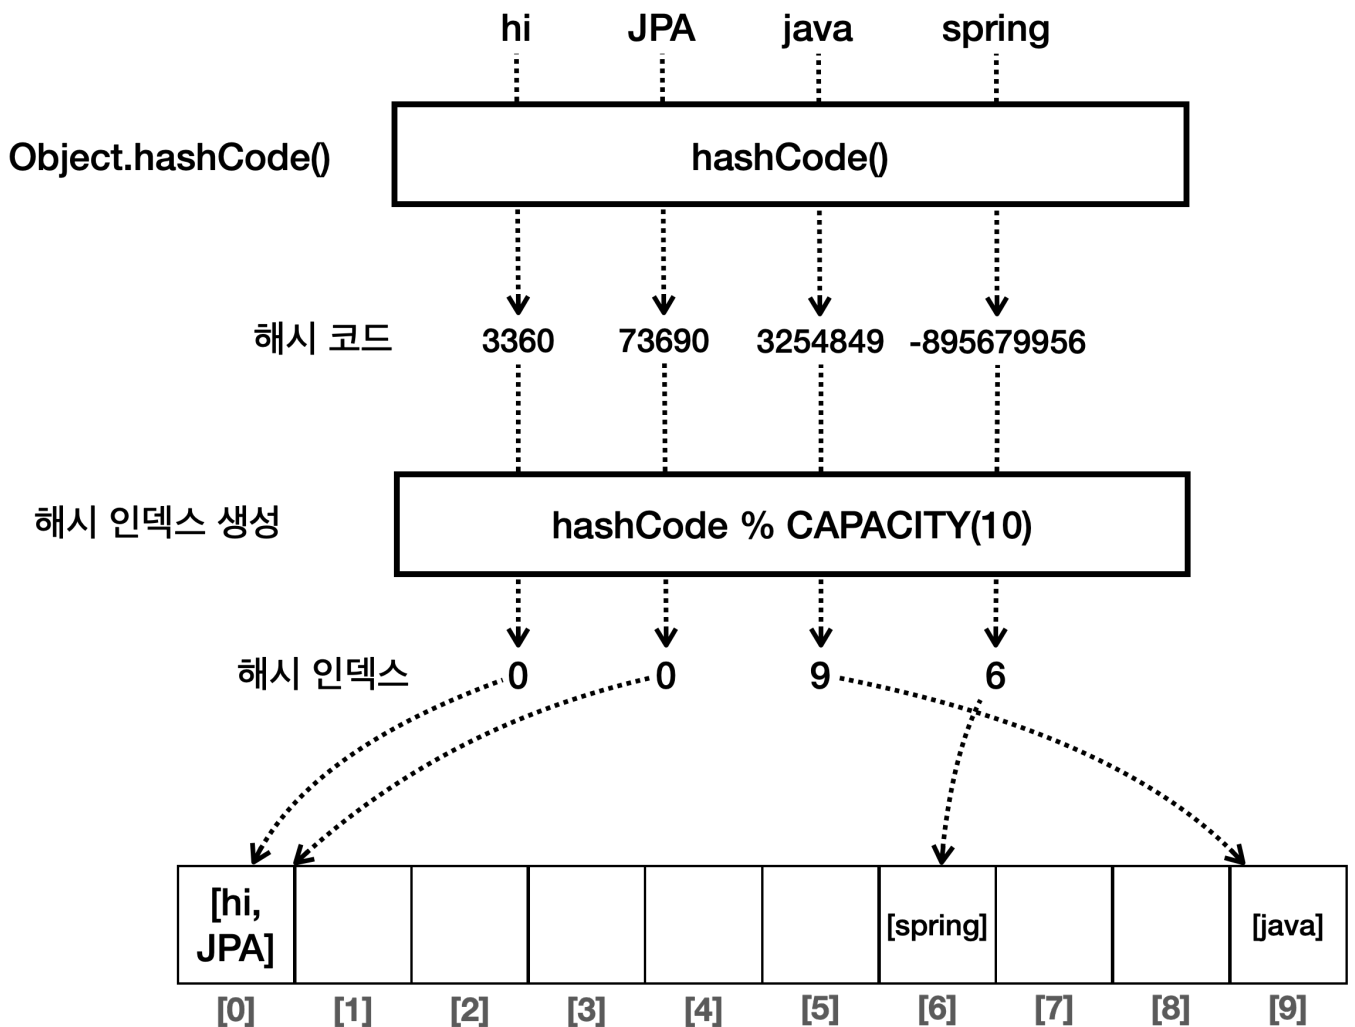 hi JPA java spring
Object.hashCode() hashCode()
해시 코드 3360 73690 3254849 -895679956
해시 인덱스 생성 hashCode % CAPACITY(10)
해시 인덱스 0 0 9 6
[hi,
JPA] [spring] [java]
[0] [1] [2] [3] [4] [5] [6] [7] [8] [9]